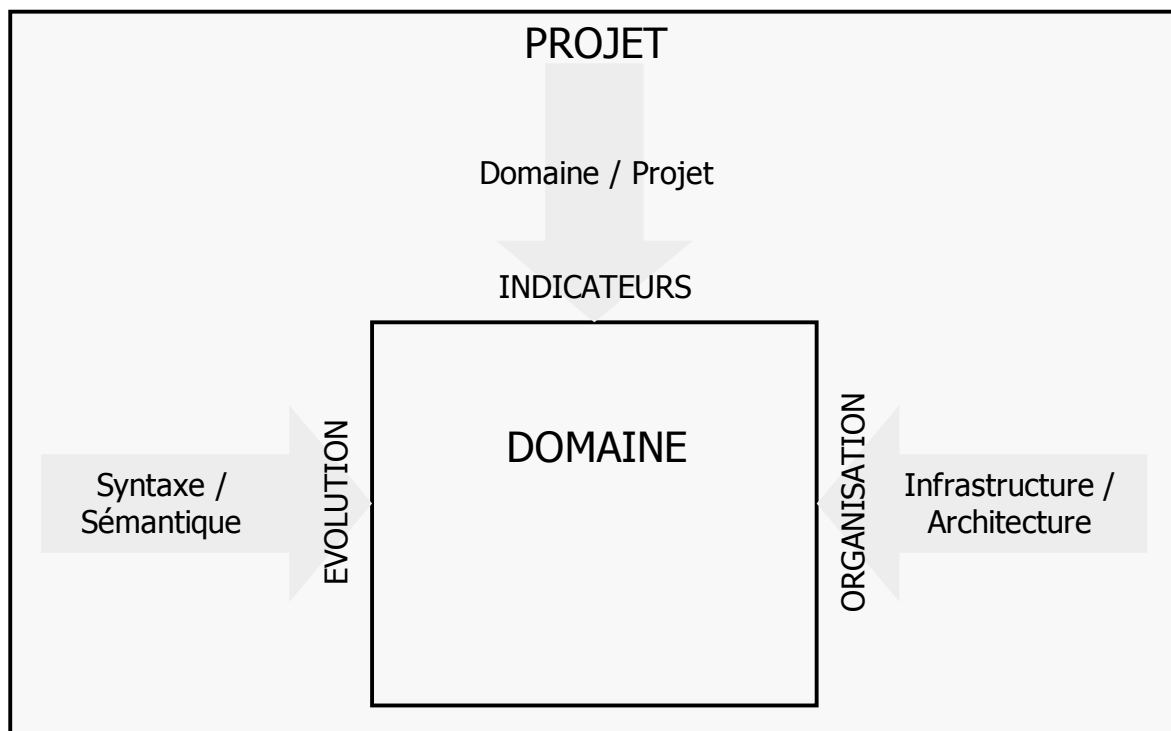 PROJET
Domaine / Projet
INDICATEURS
DOMAINE
EVOLUTION
Syntaxe /
Sémantique
ORGANISATION
Infrastructure /
Architecture